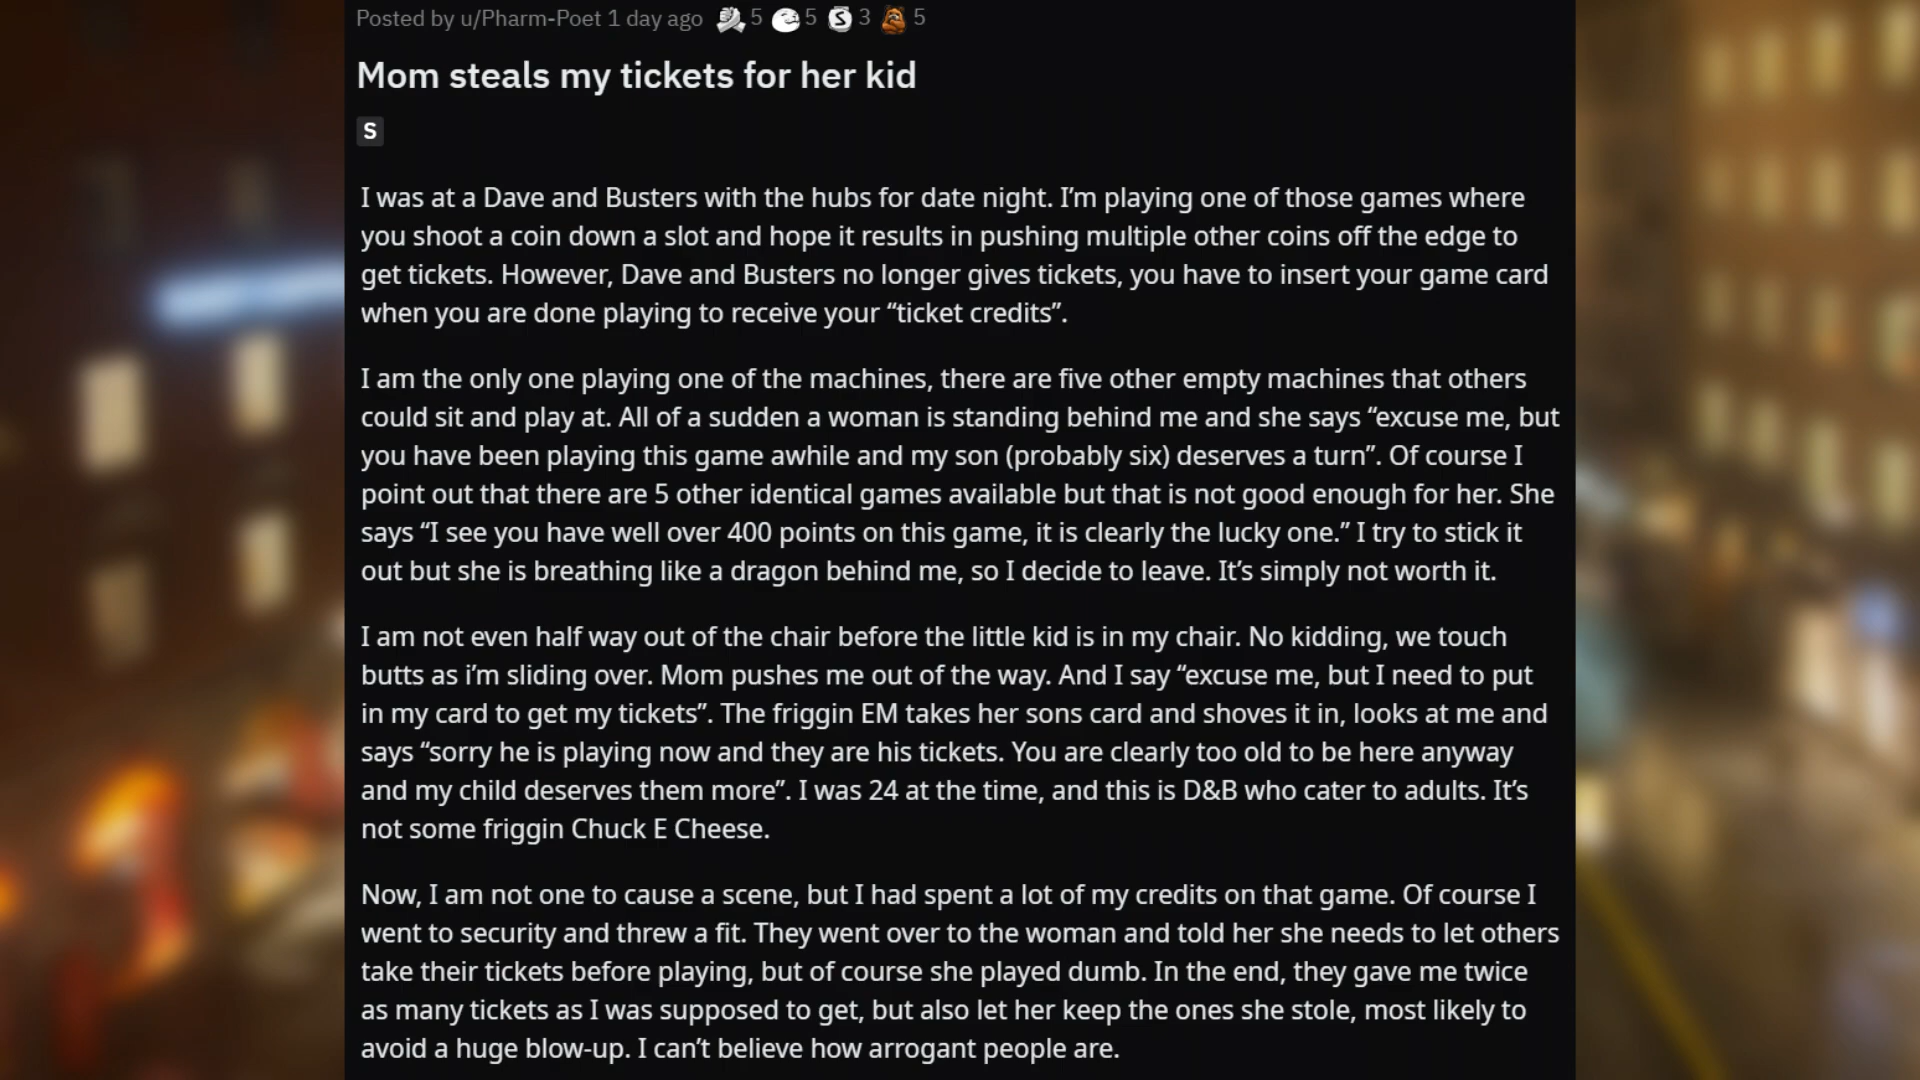 Posted by u/Pharm-Poet 1 day ago 5 5 3 5
Mom steals my tickets for her kid
S
I was at a Dave and Busters with the hubs for date night. I’m playing one of those games where
you shoot a coin down a slot and hope it results in pushing multiple other coins off the edge to
get tickets. However, Dave and Busters no longer gives tickets, you have to insert your game card
when you are done playing to receive your “ticket credits”.
I am the only one playing one of the machines, there are five other empty machines that others
could sit and play at. All of a sudden a woman is standing behind me and she says “excuse me, but
you have been playing this game awhile and my son (probably six) deserves a turn”. Of course I
point out that there are 5 other identical games available but that is not good enough for her. She
says “I see you have well over 400 points on this game, it is clearly the lucky one.” I try to stick it
out but she is breathing like a dragon behind me, so I decide to leave. It’s simply not worth it.
I am not even half way out of the chair before the little kid is in my chair. No kidding, we touch
butts as i’m sliding over. Mom pushes me out of the way. And I say “excuse me, but I need to put
in my card to get my tickets”. The friggin EM takes her sons card and shoves it in, looks at me and
says “sorry he is playing now and they are his tickets. You are clearly too old to be here anyway
and my child deserves them more”. I was 24 at the time, and this is D&B who cater to adults. It’s
not some friggin Chuck E Cheese.
Now, I am not one to cause a scene, but I had spent a lot of my credits on that game. Of course I
went to security and threw a fit. They went over to the woman and told her she needs to let others
take their tickets before playing, but of course she played dumb. In the end, they gave me twice
as many tickets as I was supposed to get, but also let her keep the ones she stole, most likely to
avoid a huge blow-up. I can’t believe how arrogant people are.